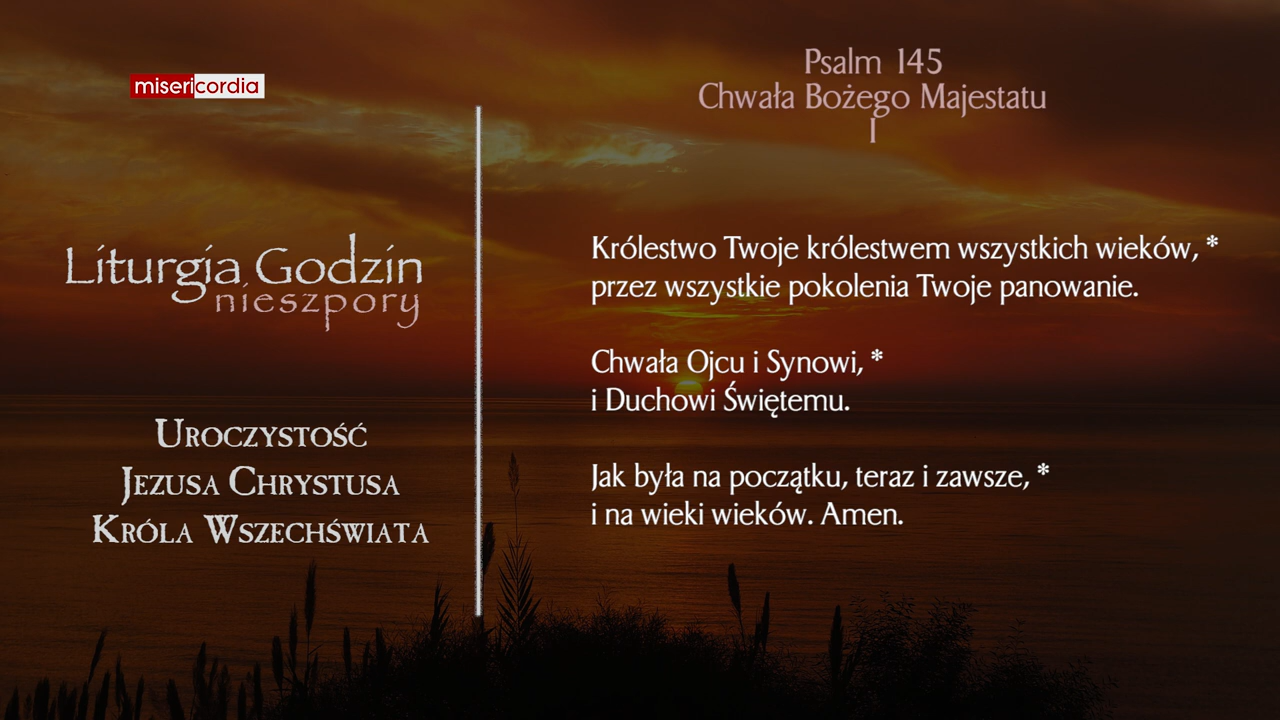 misericordia
Liturgia Godzin
nieszpory
Uroczystość
Jezusa Chrystusa
Króla Wszechświata
Psalm 145
Chwała Bożego Majestatu
I
Królestwo Twoje królestwem wszystkich wieków, *
przez wszystkie pokolenia Twoje panowanie.
Chwała Ojcu i Synowi, *
i Duchowi Świętemu.
Jak była na początku, teraz i zawsze, *
i na wieki wieków. Amen.